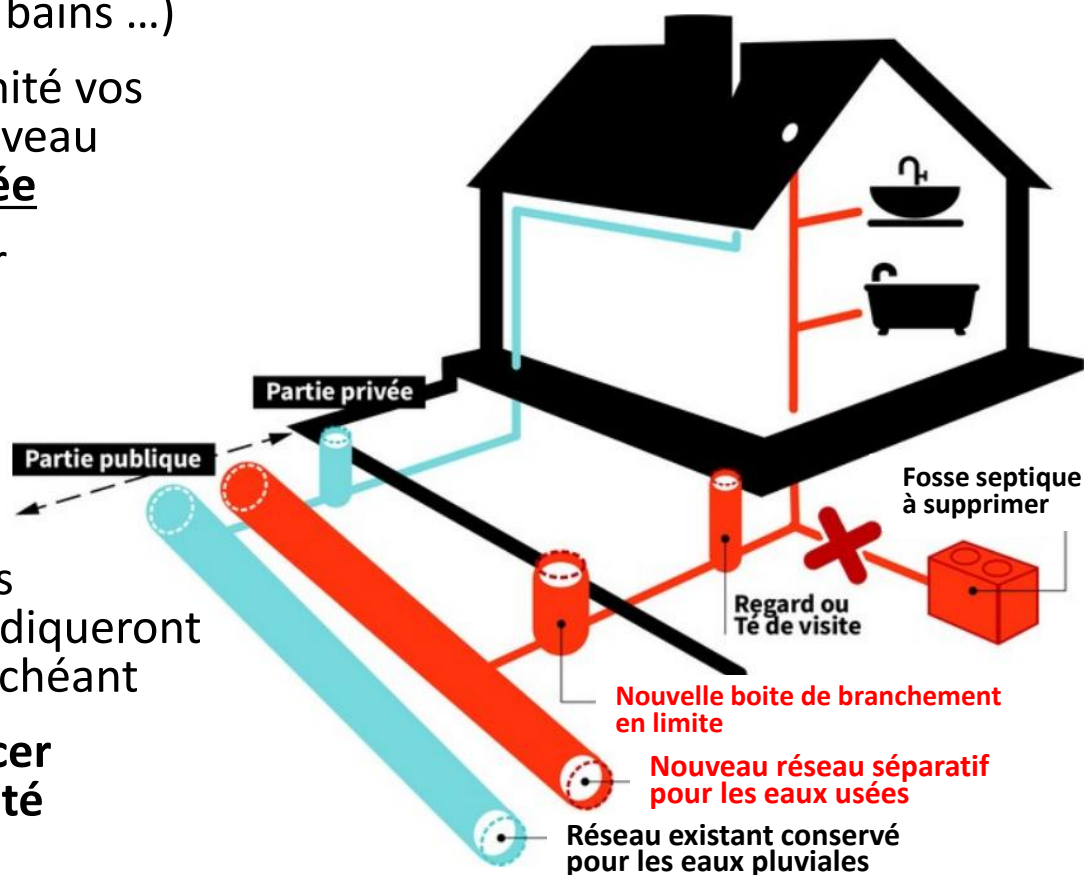 bains …)
nité vos
veau
ée
r
s
diqueront
chéant
cer
té
Partie privée
Partie publique
Fosse septique
à supprimer
Regard ou
Té de visite
Nouvelle boite de branchement
en limite
Nouveau réseau séparatif
pour les eaux usées
Réseau existant conservé
pour les eaux pluviales